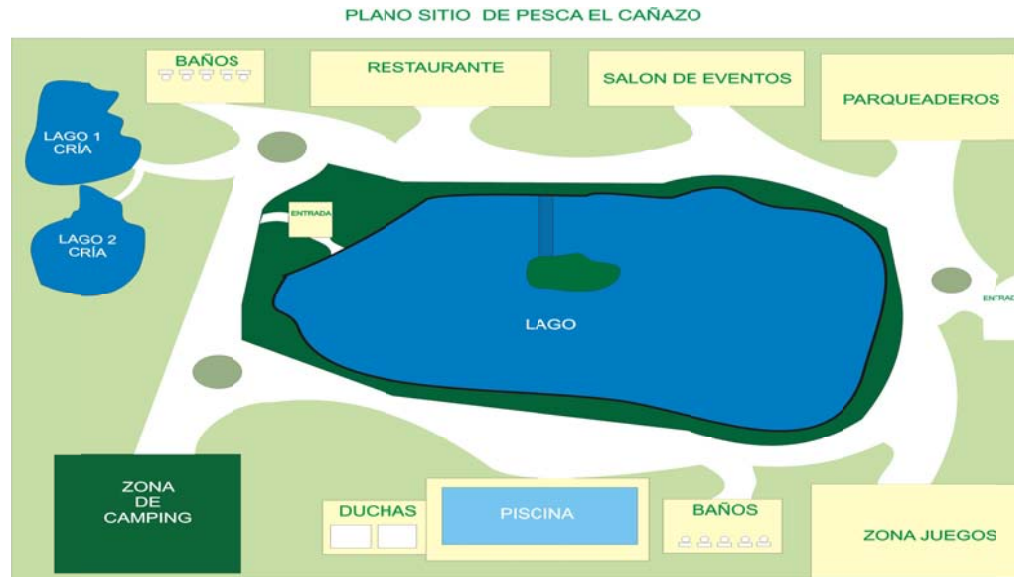 PLANO SITIO DE PESCA EL CAÑAZO
BAÑOS
RESTAURANTE
SALON DE EVENTOS
PARQUEADEROS
LAGO 1
CRÍA
ENTRADA
LAGO 2
CRÍA
ENTRAD
LAGO
ZONA
DE
CAMPING
DUCHAS
PISCINA
BAÑOS
ZONA JUEGOS